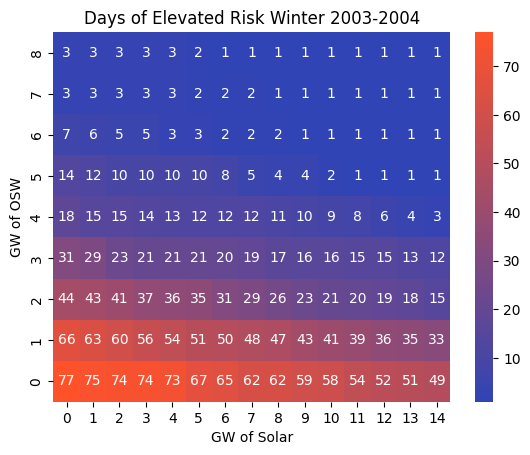 Days of Elevated Risk Winter 2003-2004
8 3 3 3 3 3 2 1 1 1 1 1 1 1 1 1
7 3 3 3 3 3 2 2 2 1 1 1 1 1 1 1
6 7 6 5 5 3 3 2 2 2 1 1 1 1 1 1
5 14 12 10 10 10 10 8 5 4 4 2 1 1 1 1
4 18 15 15 14 13 12 12 12 11 10 9 8 6 4 3
3 31 29 23 21 21 21 20 19 17 16 16 15 15 13 12
2 44 43 41 37 36 35 31 29 26 23 21 20 19 18 15
1 66 63 60 56 54 51 50 48 47 43 41 39 36 35 33
0 77 75 74 74 73 67 65 62 62 59 58 54 52 51 49
0 1 2 3 4 5 6 7 8 9 10 11 12 13 14
GW of Solar
GW of OSW
70
60
50
40
30
20
10